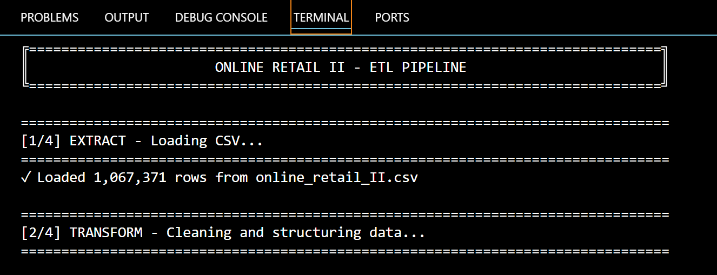 PROBLEMS OUTPUT DEBUG CONSOLE TERMINAL PORTS
╔══════════════════════════════════════════════════════════════════════════════╗
ONLINE RETAIL II - ETL PIPELINE
╚══════════════════════════════════════════════════════════════════════════════╝
================================================================================
[1/4] EXTRACT - Loading CSV...
================================================================================
✓ Loaded 1,067,371 rows from online_retail_II.csv
================================================================================
[2/4] TRANSFORM - Cleaning and structuring data...
================================================================================